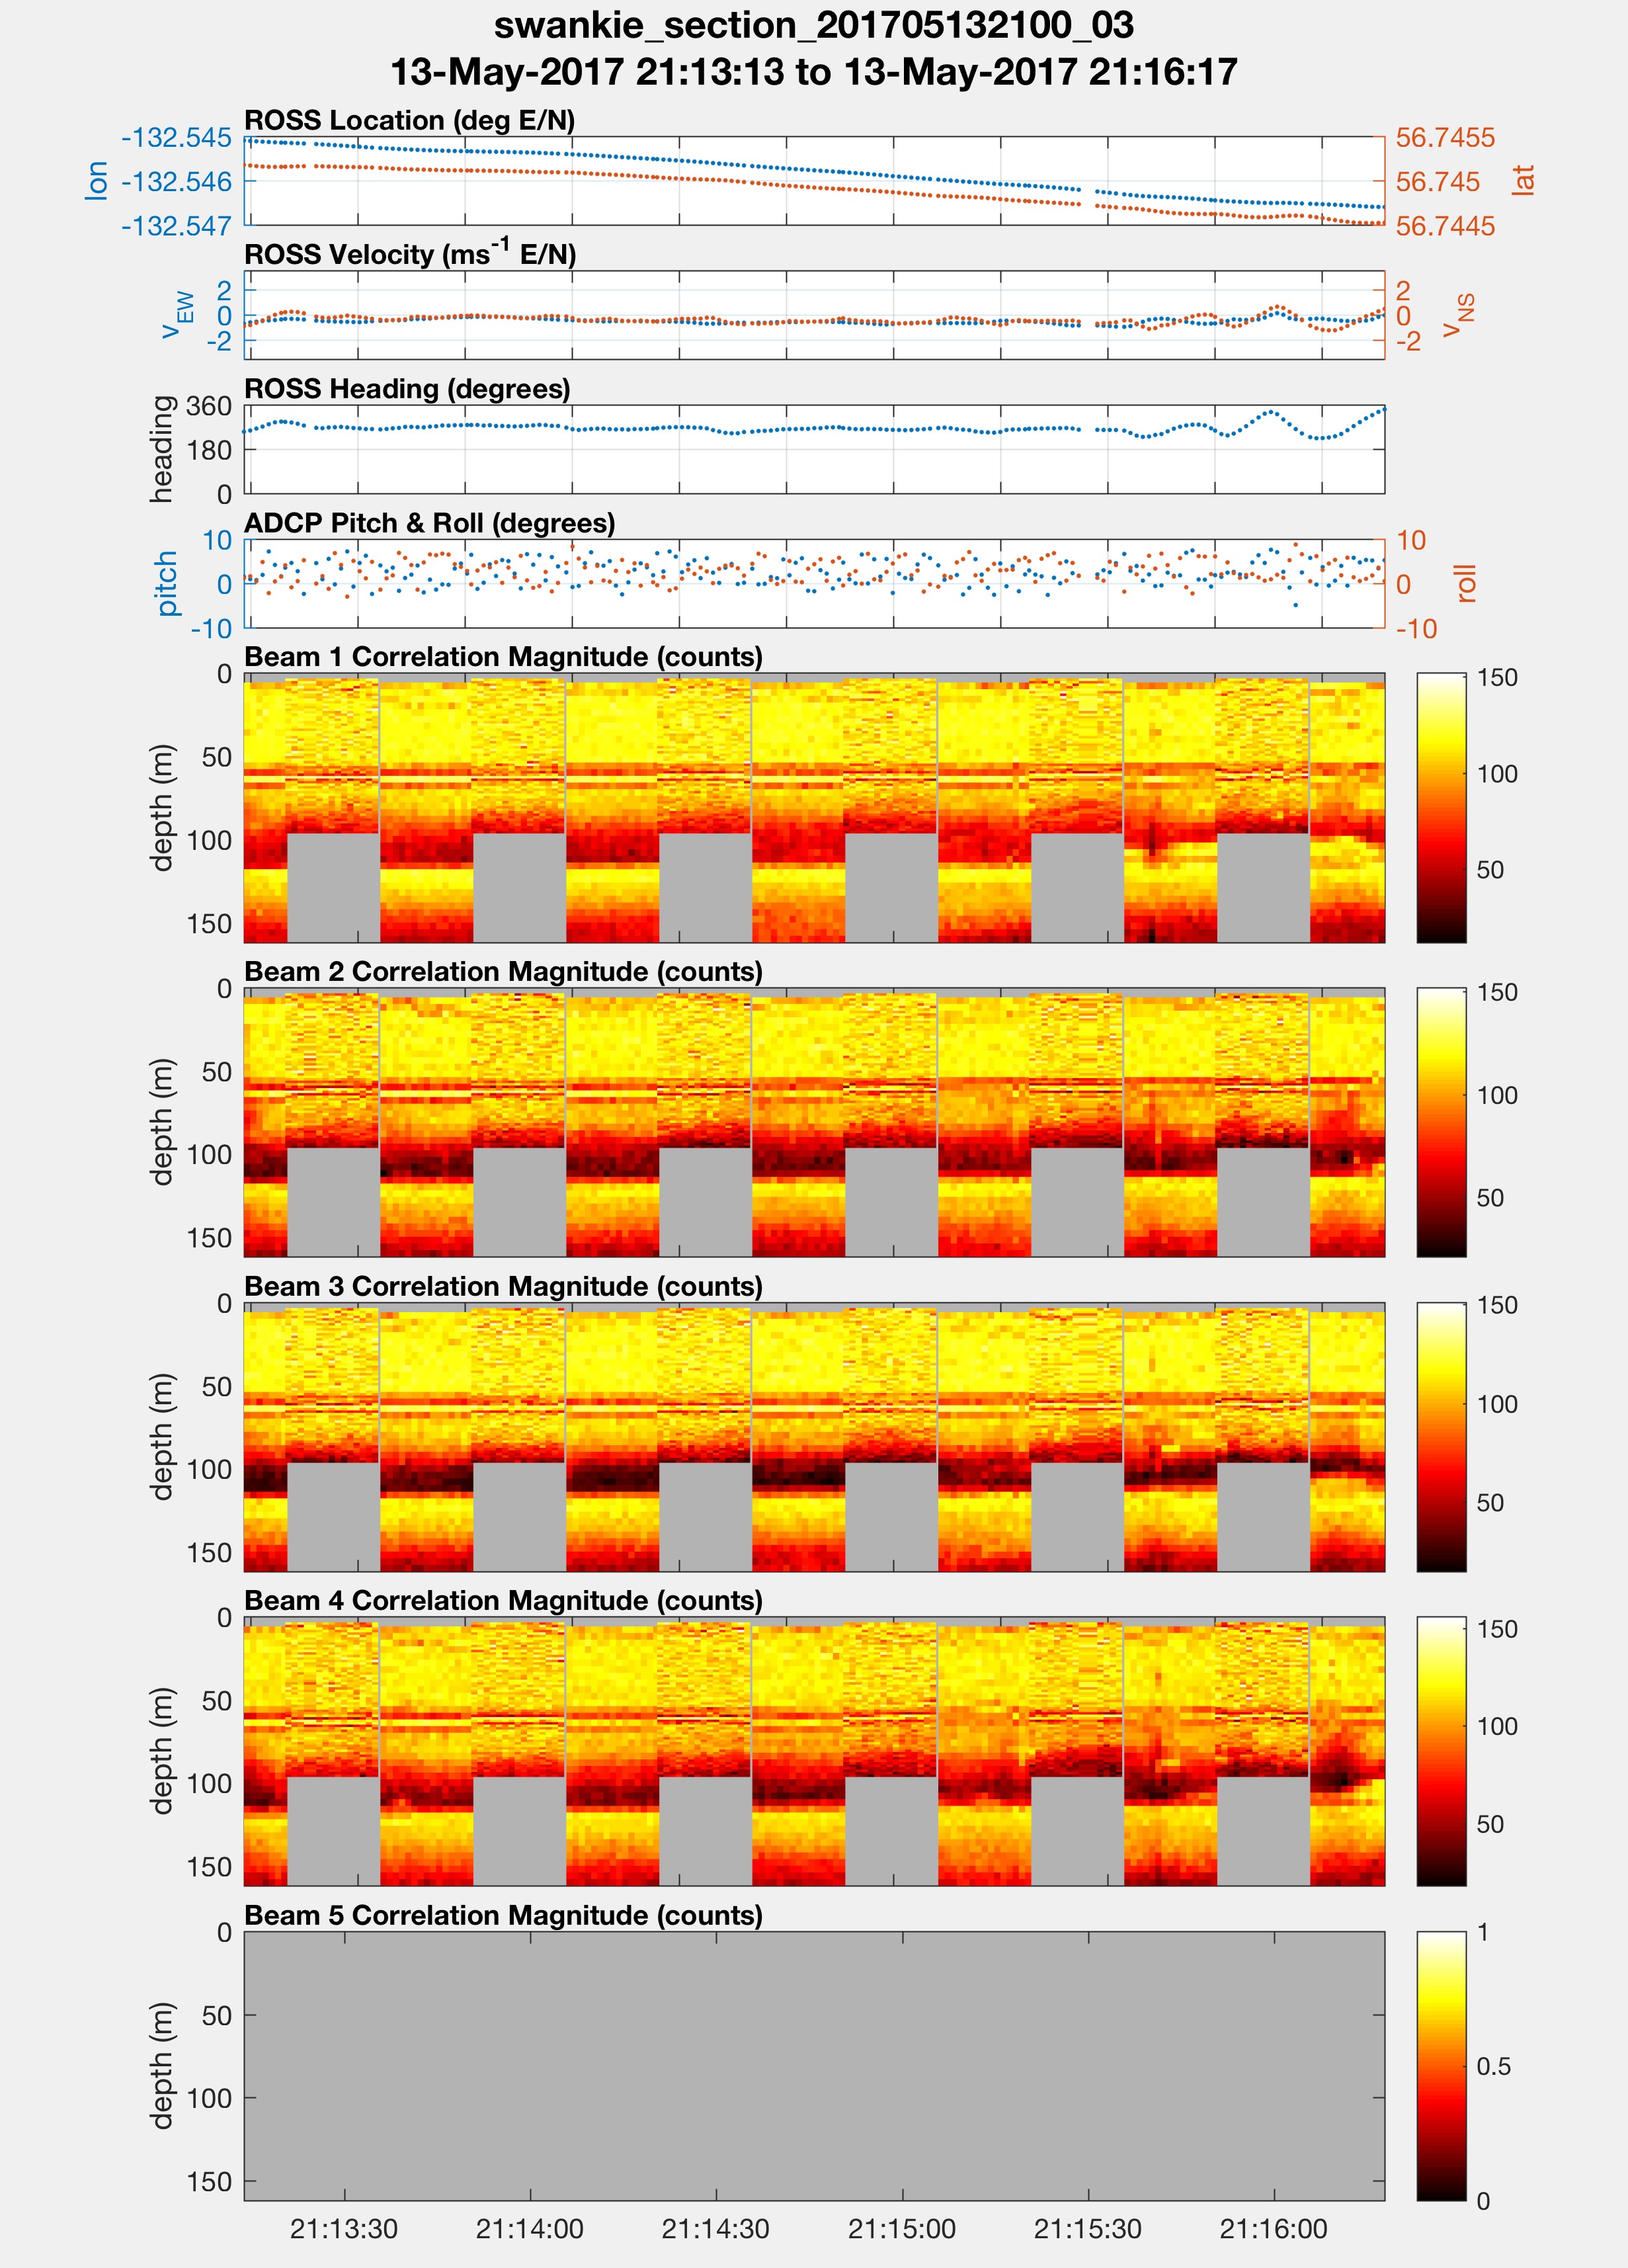 swankie_section_201705132100_03
13-May-2017 21:13:13 to 13-May-2017 21:16:17
ROSS Location (deg E/N)
-132.545
-132.546
-132.547
lon
56.7455
56.745
56.7445
lat
ROSS Velocity (ms-1 E/N)
2
0
-2
vEW
2
0
-2
vNS
ROSS Heading (degrees)
360
180
0
heading
ADCP Pitch & Roll (degrees)
10
0
-10
pitch
10
0
-10
roll
Beam 1 Correlation Magnitude (counts)
0
50
100
150
depth (m)
150
100
50
Beam 2 Correlation Magnitude (counts)
0
50
100
150
depth (m)
150
100
50
Beam 3 Correlation Magnitude (counts)
0
50
100
150
depth (m)
150
100
50
Beam 4 Correlation Magnitude (counts)
0
50
100
150
depth (m)
150
100
50
Beam 5 Correlation Magnitude (counts)
0
50
100
150
depth (m)
1
0.5
0
21:13:30 21:14:00 21:14:30 21:15:00 21:15:30 21:16:00